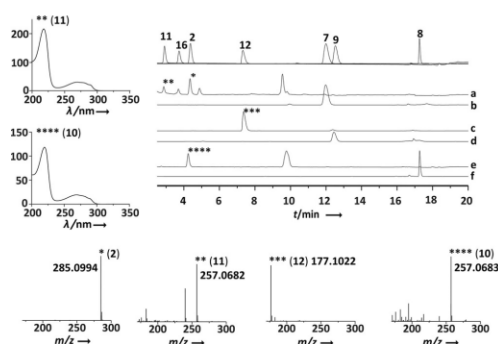 ** (11)
200
100
0
200 250 300 350
λ/nm→
**** (10)
150
100
50
0
200 250 300 350
λ/nm→
11 16 2 12 7 9 8
** * a
b
*** c
d
**** e
f
4 6 8 10 12 14 16 18 20
t/min →
* (2)
285.0994
200 250 300
m/z →
** (11)
257.0682
200 250 300
m/z →
*** (12) 177.1022
200 250 300
m/z →
**** (10)
257.0683
200 250 300
m/z →